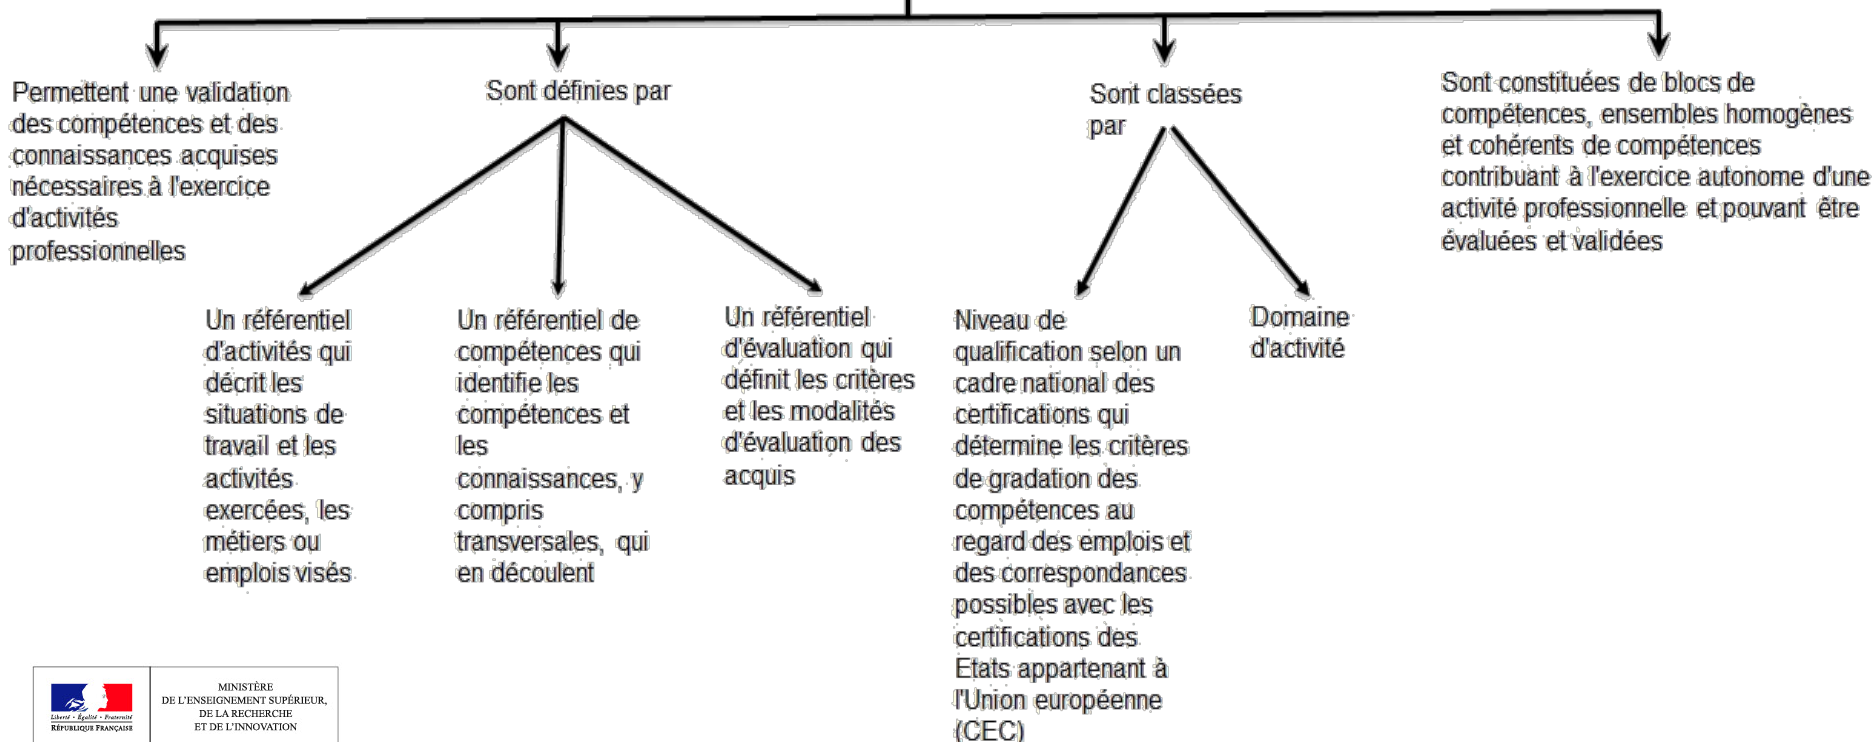 Permettent une validation
des compétences et des
connaissances acquises
nécessaires à l'exercice
d'activités
professionnelles
Sont définies par
Un référentiel
d'activités qui
décrit les
situations de
travail et les
activités
exercées, les
métiers ou
emplois visés
Un référentiel de
compétences qui
identifie les
compétences et
les
connaissances, y
compris
transversales, qui
en découlent
Un référentiel
d'évaluation qui
définit les critères
et les modalités
d'évaluation des
acquis
Sont classées
par
Niveau de
qualification selon un
cadre national des
certifications qui
détermine les critères
de gradation des
compétences au
regard des emplois et
des correspondances
possibles avec les
certifications des
Etats appartenant à
l'Union européenne
(CEC)
Domaine
d'activité
Sont constituées de blocs de
compétences, ensembles homogènes
et cohérents de compétences
contribuant à l'exercice autonome d'une
activité professionnelle et pouvant être
évaluées et validées
Liberté • Égalité • Fraternité
RÉPUBLIQUE FRANÇAISE
MINISTÈRE
DE L'ENSEIGNEMENT SUPÉRIEUR,
DE LA RECHERCHE
ET DE L'INNOVATION